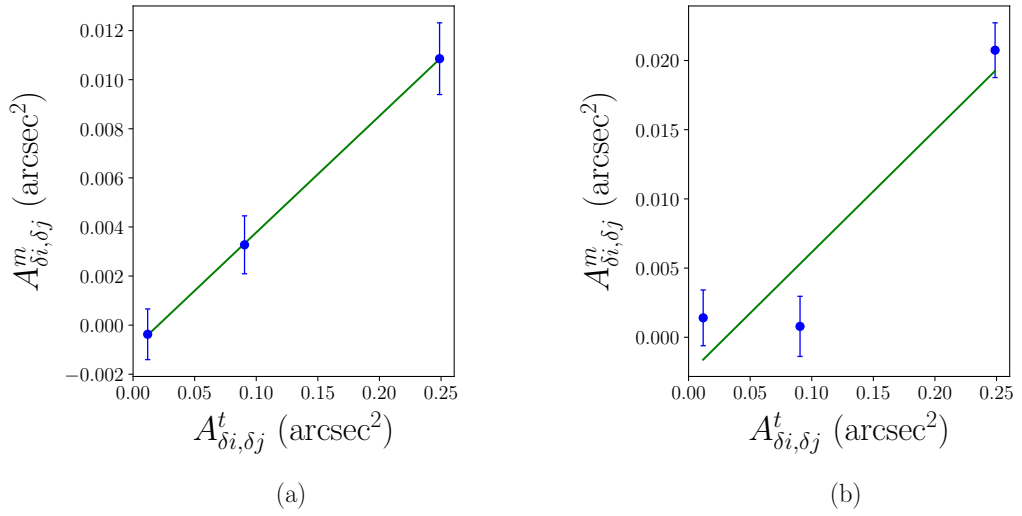 0.012
0.010
0.008
0.006
0.004
0.002
0.000
−0.002
A^m_{δi,δj} (arcsec^2)
0.00 0.05 0.10 0.15 0.20 0.25
A^t_{δi,δj} (arcsec^2)
(a)
0.020
0.015
0.010
0.005
0.000
A^m_{δi,δj} (arcsec^2)
0.00 0.05 0.10 0.15 0.20 0.25
A^t_{δi,δj} (arcsec^2)
(b)